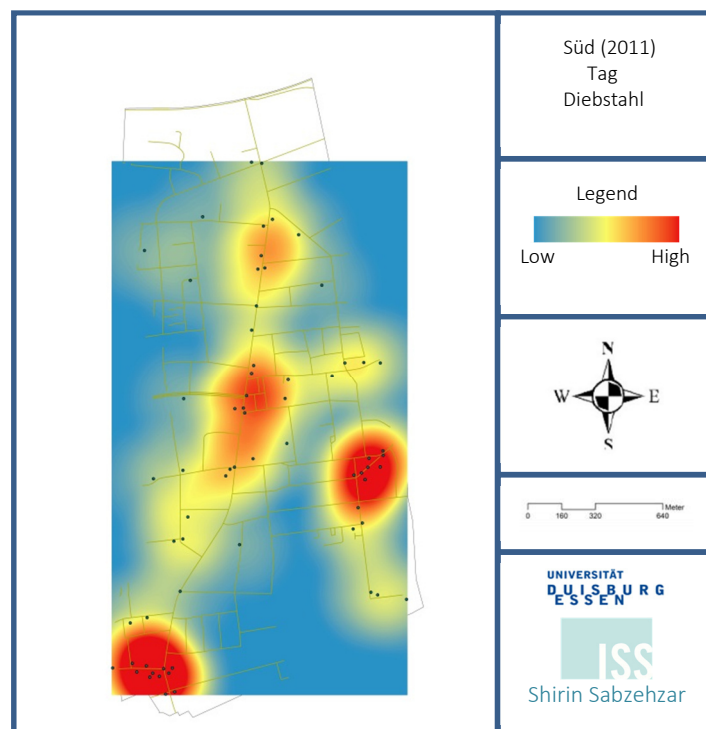 Süd (2011)
Tag
Diebstahl
Legend
Low High
N
W E
S
Meter
0 160 320 640
UNIVERSITÄT
DUISBURG
ESSEN
ISS
Shirin Sabzehzar